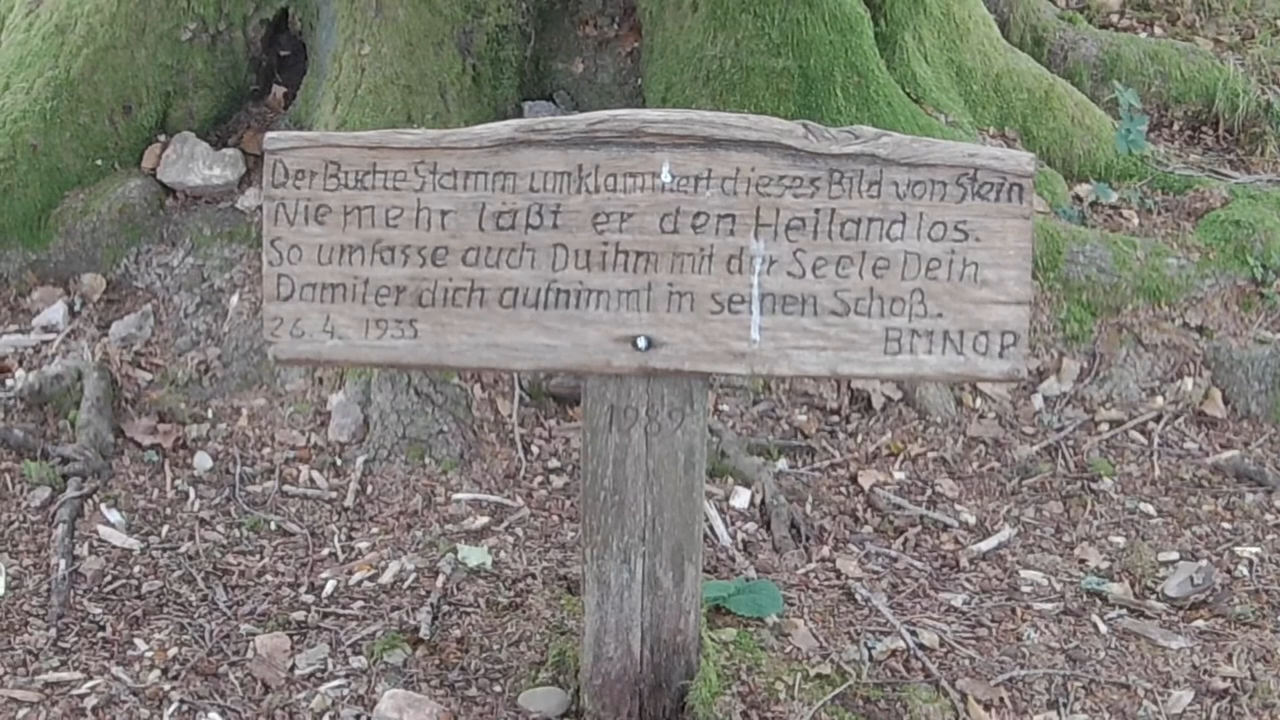 Der Buche Stamm umklammert dieses Bild von Stein
Nie mehr läßt er den Heiland los.
So umfasse auch Du ihm mit der Seele Dein,
Damit er dich aufnimmt in seinen Schoß.
26.4. 1935 BMNOP
1989